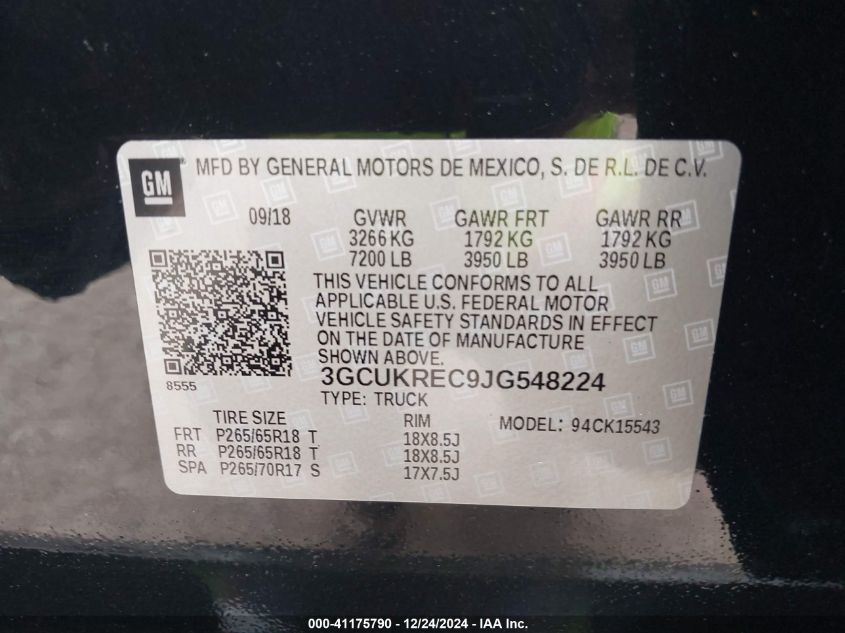 GM MFD BY GENERAL MOTORS DE MEXICO, S. DE R.L. DE C.V.
09/18 GVWR GAWR FRT GAWR RR
3266 KG 1792 KG 1792 KG
7200 LB 3950 LB 3950 LB
THIS VEHICLE CONFORMS TO ALL
APPLICABLE U.S. FEDERAL MOTOR
VEHICLE SAFETY STANDARDS IN EFFECT
ON THE DATE OF MANUFACTURE
SHOWN ABOVE.
8555 3GCUKREC9JG548224
TYPE: TRUCK
TIRE SIZE RIM MODEL: 94CK15543
FRT P265/65R18 T 18X8.5J
RR P265/65R18 T 18X8.5J
SPA P265/70R17 S 17X7.5J
000-41175790 - 12/24/2024 - IAA Inc.